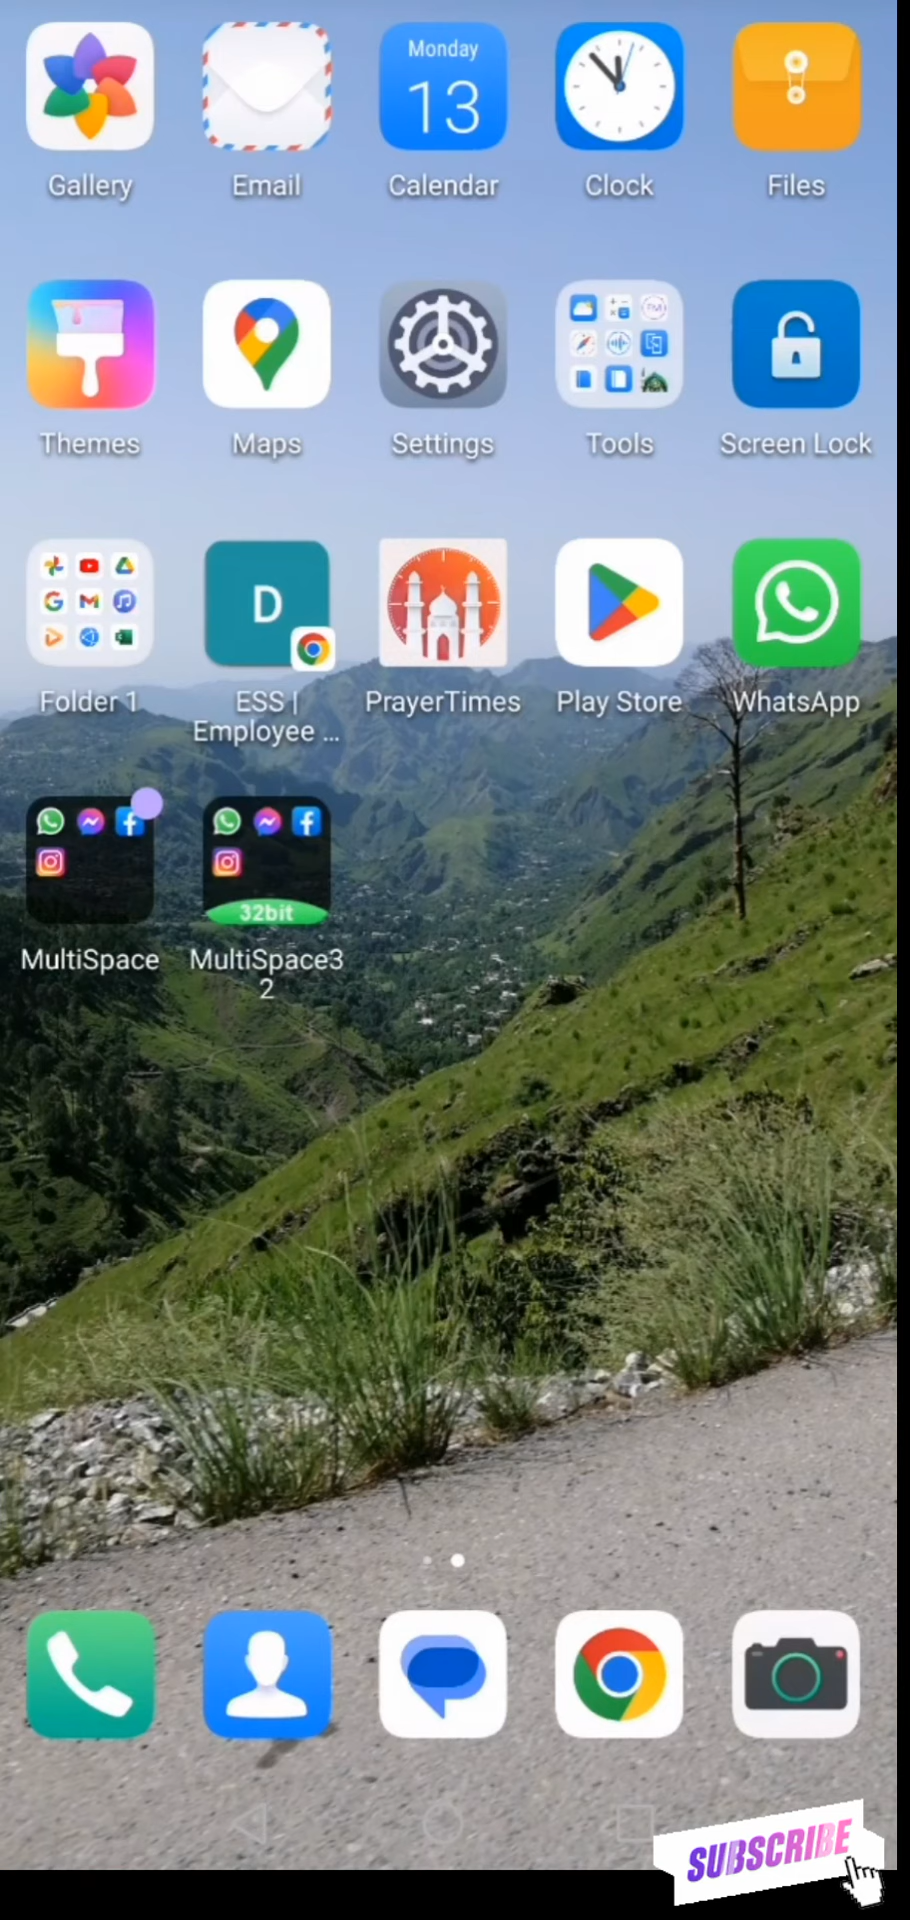 Monday
13
Gallery
Email
Calendar
Clock
Files
Themes
Maps
Settings
Tools
Screen Lock
D
Folder 1
ESS |
Employee ...
PrayerTimes
Play Store
WhatsApp
32bit
MultiSpace
MultiSpace3
2
SUBSCRIBE